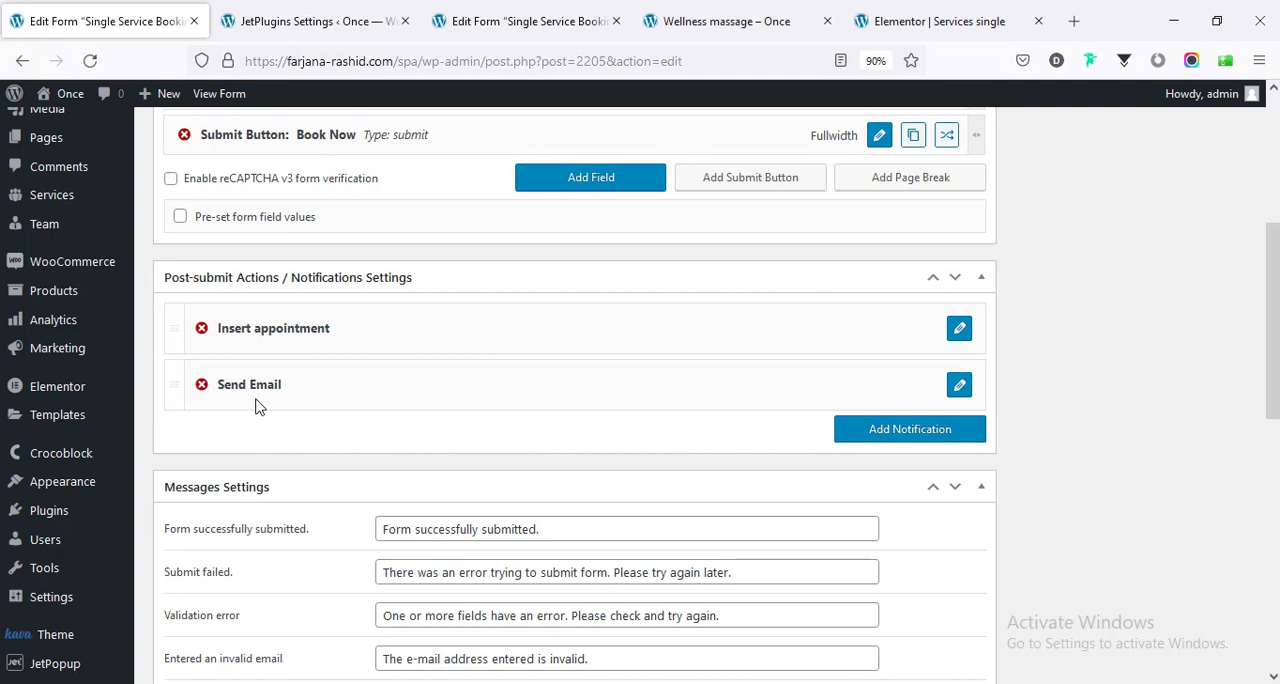 Edit Form “Single Service Bookin
JetPlugins Settings ‹ Once — Wo
Edit Form “Single Service Bookin
Wellness massage – Once
Elementor | Services single
https://farjana-rashid.com/spa/wp-admin/post.php?post=2205&action=edit
90%
Once
0
New
View Form
Howdy, admin
Media
Pages
Comments
Services
Team
WooCommerce
Products
Analytics
Marketing
Elementor
Templates
Crocoblock
Appearance
Plugins
Users
Tools
Settings
kava Theme
Jet JetPopup
Submit Button: Book Now Type: submit
Fullwidth
Enable reCAPTCHA v3 form verification
Add Field
Add Submit Button
Add Page Break
Pre-set form field values
Post-submit Actions / Notifications Settings
Insert appointment
Send Email
Add Notification
Messages Settings
Form successfully submitted.
Form successfully submitted.
Submit failed.
There was an error trying to submit form. Please try again later.
Validation error
One or more fields have an error. Please check and try again.
Entered an invalid email
The e-mail address entered is invalid.
Activate Windows
Go to Settings to activate Windows.